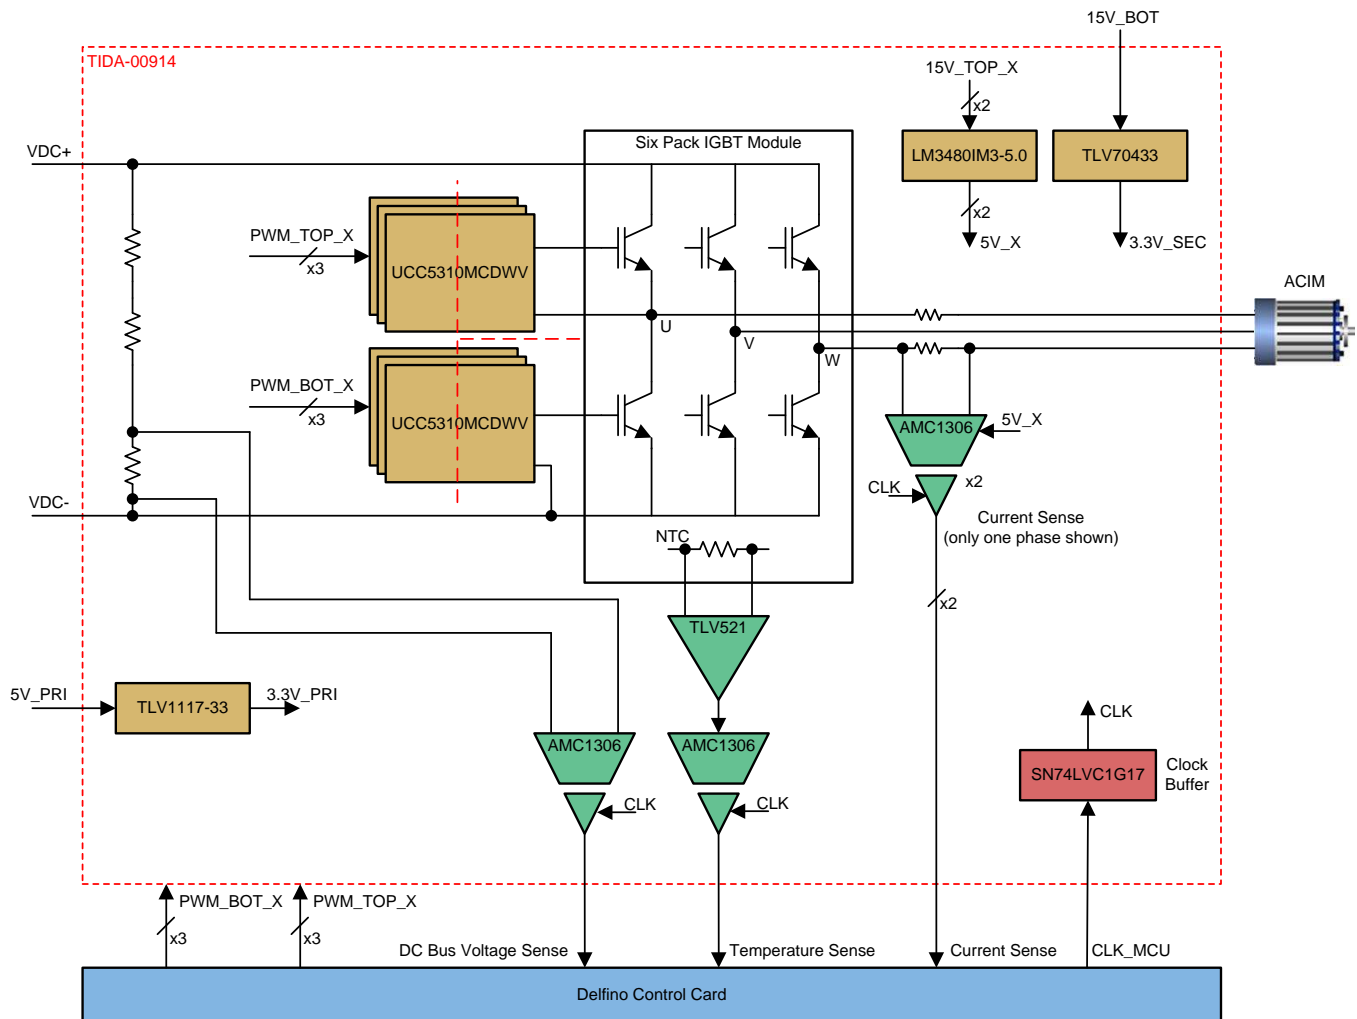 15V_BOT
TIDA-00914
15V_TOP_X
x2
Six Pack IGBT Module
VDC+
LM3480IM3-5.0
TLV70433
x2
PWM_TOP_X
x3
UCC5310MCDWV
5V_X
3.3V_SEC
ACIM
U
V
W
PWM_BOT_X
x3
UCC5310MCDWV
AMC1306
5V_X
CLK
x2
VDC-
Current Sense
(only one phase shown)
NTC
x2
TLV521
5V_PRI
TLV1117-33
3.3V_PRI
CLK
AMC1306
AMC1306
SN74LVC1G17
Clock
Buffer
CLK
CLK
PWM_BOT_X
PWM_TOP_X
x3
x3
DC Bus Voltage Sense
Temperature Sense
Current Sense
CLK_MCU
Delfino Control Card